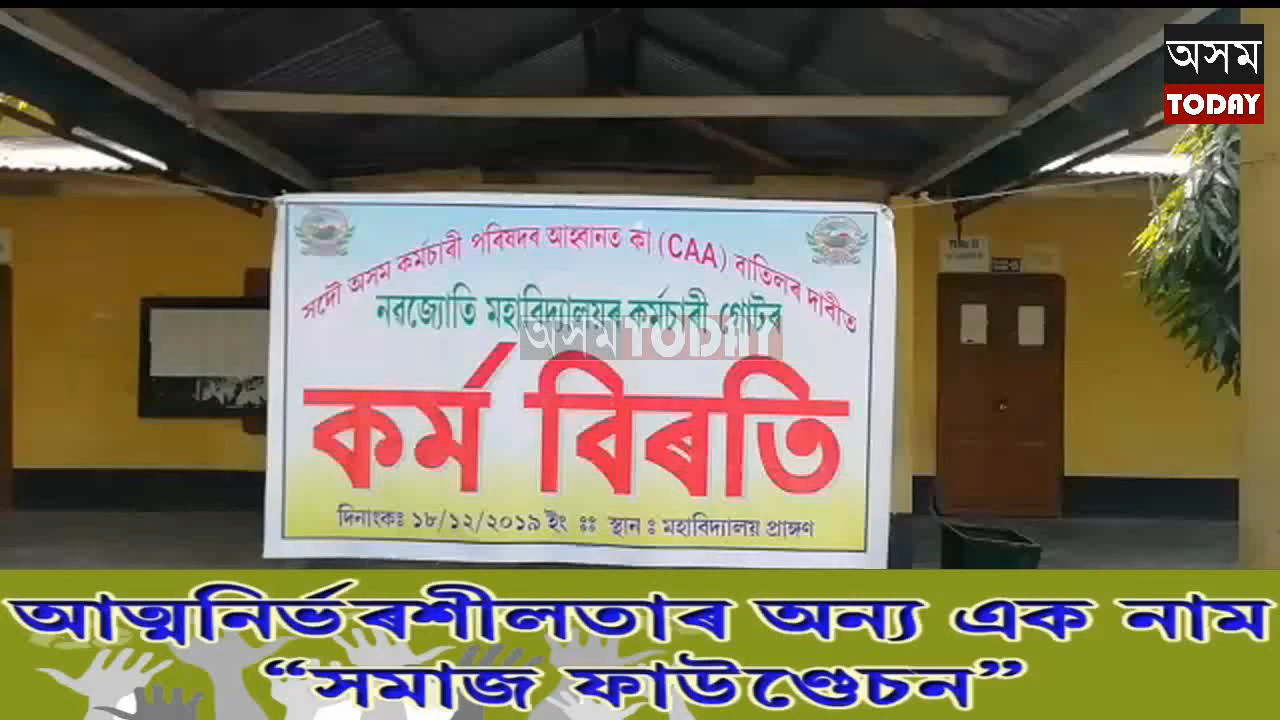 অসম
TODAY
সদৌ অসম কৰ্মচাৰী পৰিষদৰ আহ্বানত কা (CAA) বাতিলৰ দাবীত
নৱজ্যোতি মহাবিদ্যালয়ৰ কৰ্মচাৰী গোটৰ
অসম TODAY
কৰ্ম বিৰতি
দিনাংকঃ ১৮/১২/২০১৯ ইং ঃঃ স্থান ঃ মহাবিদ্যালয় প্ৰাঙ্গণ
আত্মনিৰ্ভৰশীলতাৰ অন্য এক নাম
“সমাজ ফাউণ্ডেচন”